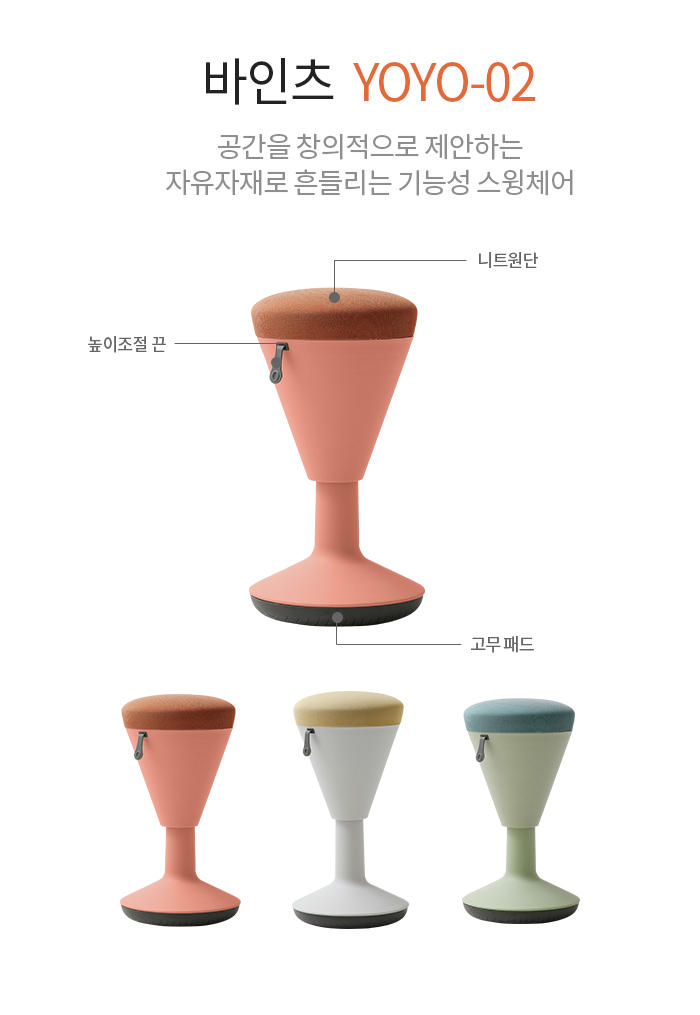 바인츠 YOYO-02
공간을 창의적으로 제안하는
자유자재로 흔들리는 기능성 스윙체어
니트원단
높이조절 끈
고무 패드